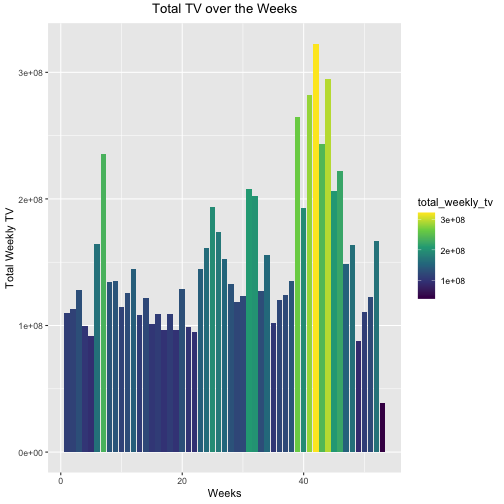 Total TV over the Weeks
Total Weekly TV
3e+08
2e+08
1e+08
0e+00
0
20
40
Weeks
total_weekly_tv
3e+08
2e+08
1e+08